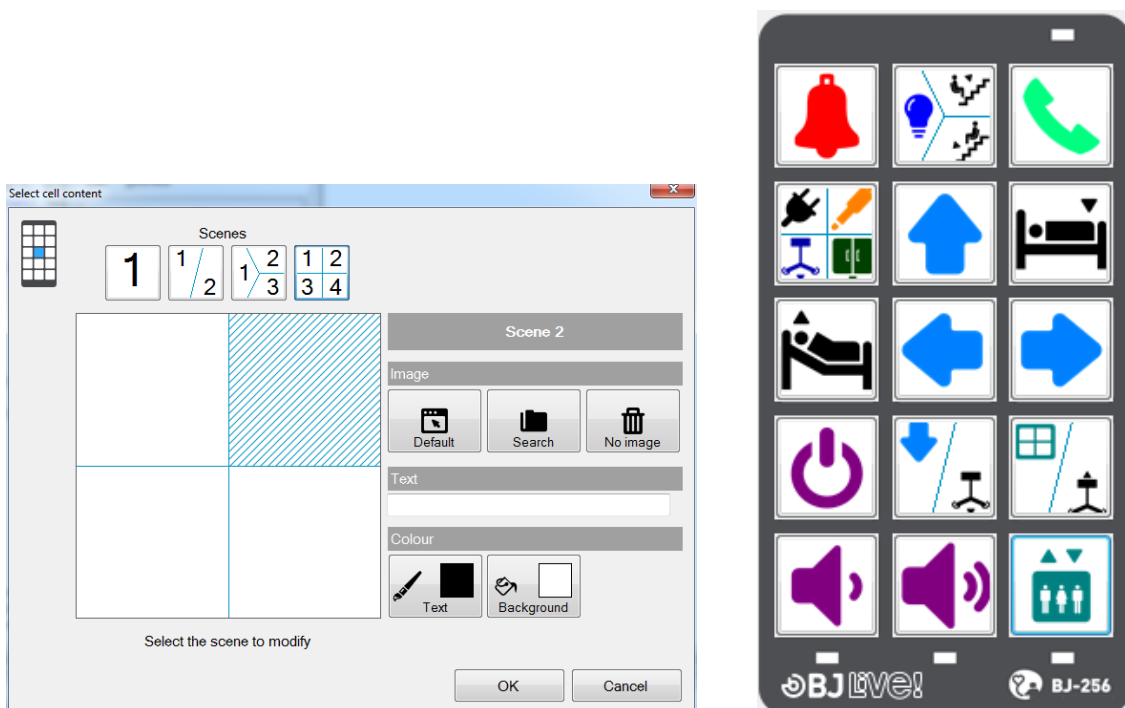 Select cell content
Scenes
1
1 2
1 2 3
1 2
3 4
Scene 2
Image
Default
Search
No image
Text
Colour
Text
Background
Select the scene to modify
OK
Cancel
BJ LIVE!
BJ-256